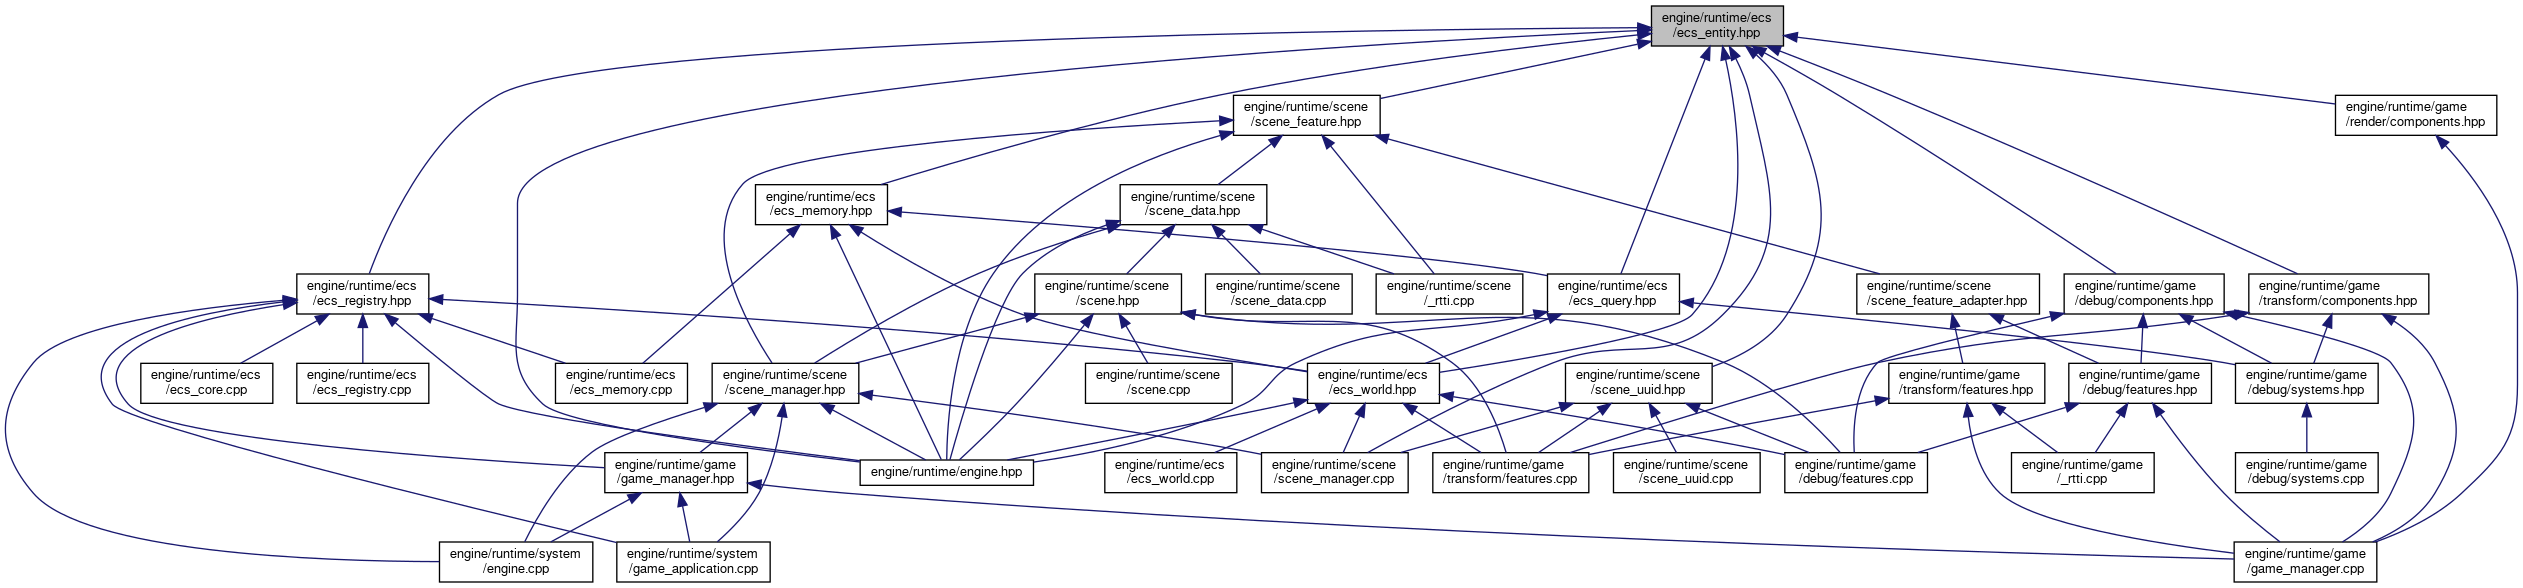 engine/runtime/ecs
/ecs_entity.hpp
engine/runtime/scene
/scene_feature.hpp
engine/runtime/game
/render/components.hpp
engine/runtime/ecs
/ecs_memory.hpp
engine/runtime/scene
/scene_data.hpp
engine/runtime/ecs
/ecs_registry.hpp
engine/runtime/scene
/scene.hpp
engine/runtime/scene
/scene_data.cpp
engine/runtime/scene
/_rtti.cpp
engine/runtime/ecs
/ecs_query.hpp
engine/runtime/scene
/scene_feature_adapter.hpp
engine/runtime/game
/debug/components.hpp
engine/runtime/game
/transform/components.hpp
engine/runtime/ecs
/ecs_core.cpp
engine/runtime/ecs
/ecs_registry.cpp
engine/runtime/ecs
/ecs_memory.cpp
engine/runtime/scene
/scene_manager.hpp
engine/runtime/scene
/scene.cpp
engine/runtime/ecs
/ecs_world.hpp
engine/runtime/scene
/scene_uuid.hpp
engine/runtime/game
/transform/features.hpp
engine/runtime/game
/debug/features.hpp
engine/runtime/game
/debug/systems.hpp
engine/runtime/game
/game_manager.hpp
engine/runtime/engine.hpp
engine/runtime/ecs
/ecs_world.cpp
engine/runtime/scene
/scene_manager.cpp
engine/runtime/game
/transform/features.cpp
engine/runtime/scene
/scene_uuid.cpp
engine/runtime/game
/debug/features.cpp
engine/runtime/game
/_rtti.cpp
engine/runtime/game
/debug/systems.cpp
engine/runtime/system
/engine.cpp
engine/runtime/system
/game_application.cpp
engine/runtime/game
/game_manager.cpp